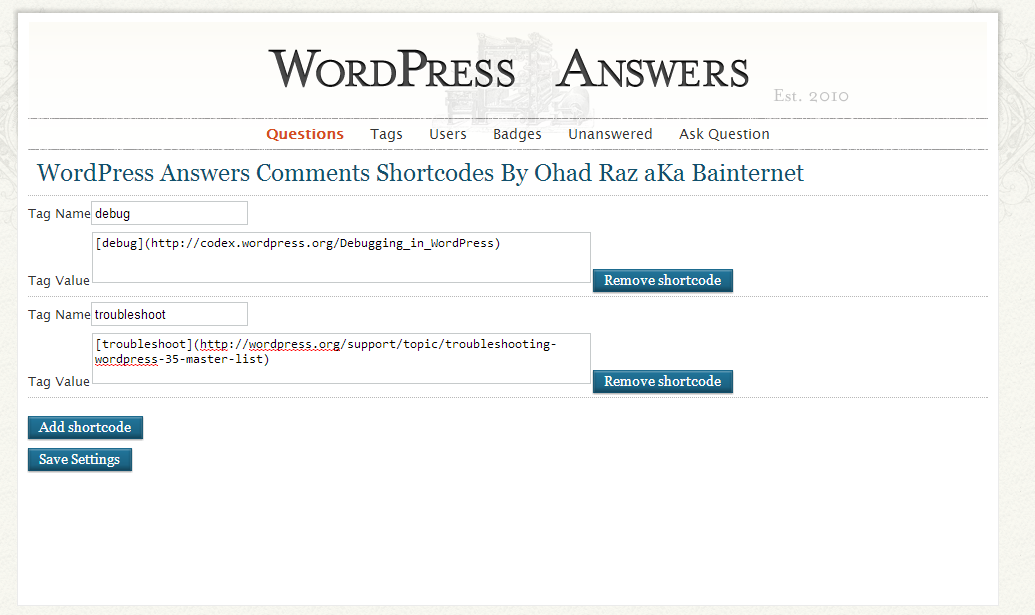 WORDPRESS ANSWERS
Est. 2010
Questions Tags Users Badges Unanswered Ask Question
WordPress Answers Comments Shortcodes By Ohad Raz aKa Bainternet
Tag Name debug
[debug](http://codex.wordpress.org/Debugging_in_WordPress)
Tag Value Remove shortcode
Tag Name troubleshoot
[troubleshoot](http://wordpress.org/support/topic/troubleshooting-
wordpress-35-master-list)
Tag Value Remove shortcode
Add shortcode
Save Settings